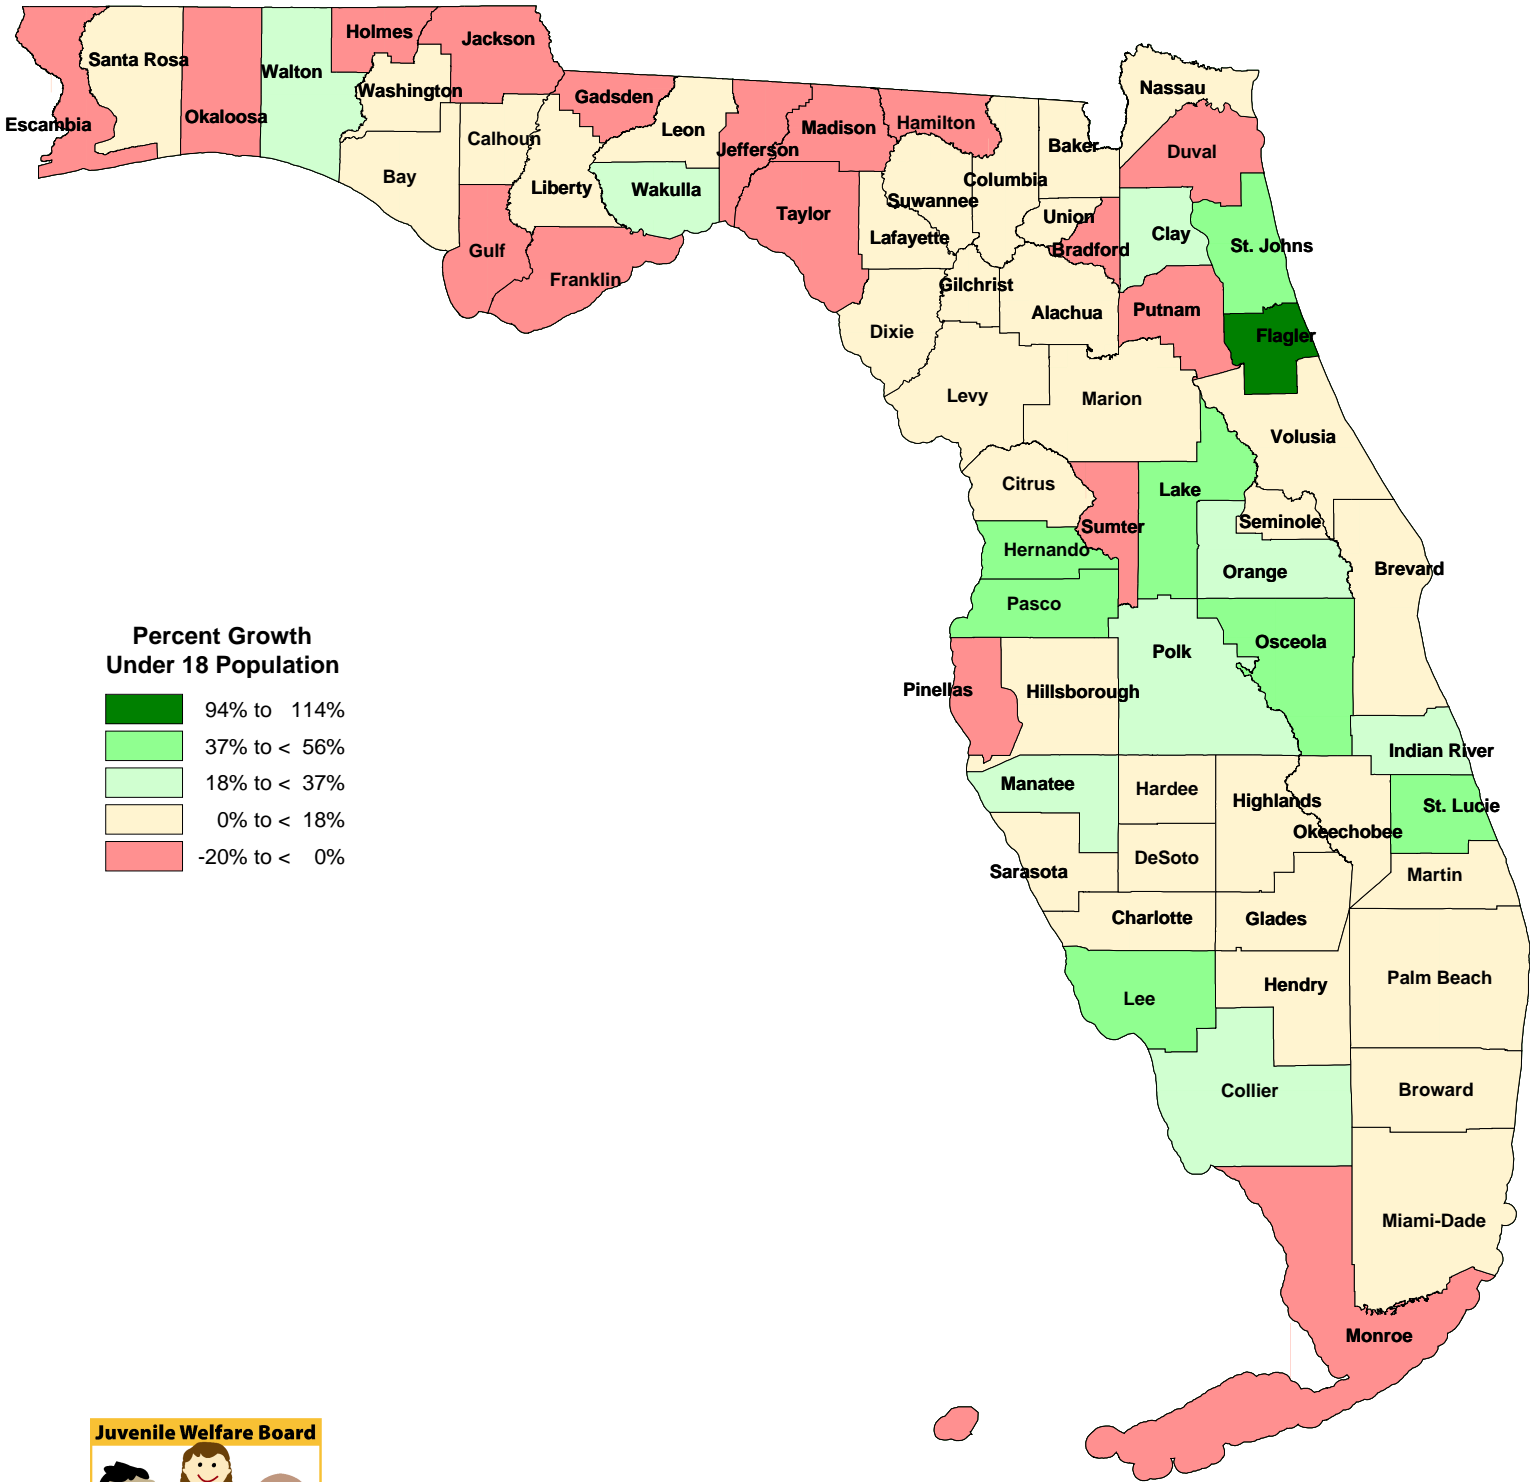 Holmes
Jackson
Santa Rosa
Walton
Washington
Okaloosa
Escambia
Gadsden
Calhoun
Leon
Madison
Hamilton
Nassau
Jefferson
Baker
Duval
Bay
Liberty
Wakulla
Columbia
Suwannee
Taylor
Union
Lafayette
Clay
Bradford
St. Johns
Gulf
Franklin
Gilchrist
Alachua
Putnam
Dixie
Flagler
Levy
Marion
Volusia
Citrus
Lake
Sumter
Seminole
Hernando
Orange
Brevard
Pasco
Polk
Osceola
Pinellas
Hillsborough
Indian River
Manatee
Hardee
Highlands
St. Lucie
Okeechobee
Sarasota
DeSoto
Martin
Charlotte
Glades
Palm Beach
Hendry
Lee
Collier
Broward
Miami-Dade
Monroe
Percent Growth
Under 18 Population
94% to 114%
37% to < 56%
18% to < 37%
0% to < 18%
-20% to < 0%
Juvenile Welfare Board